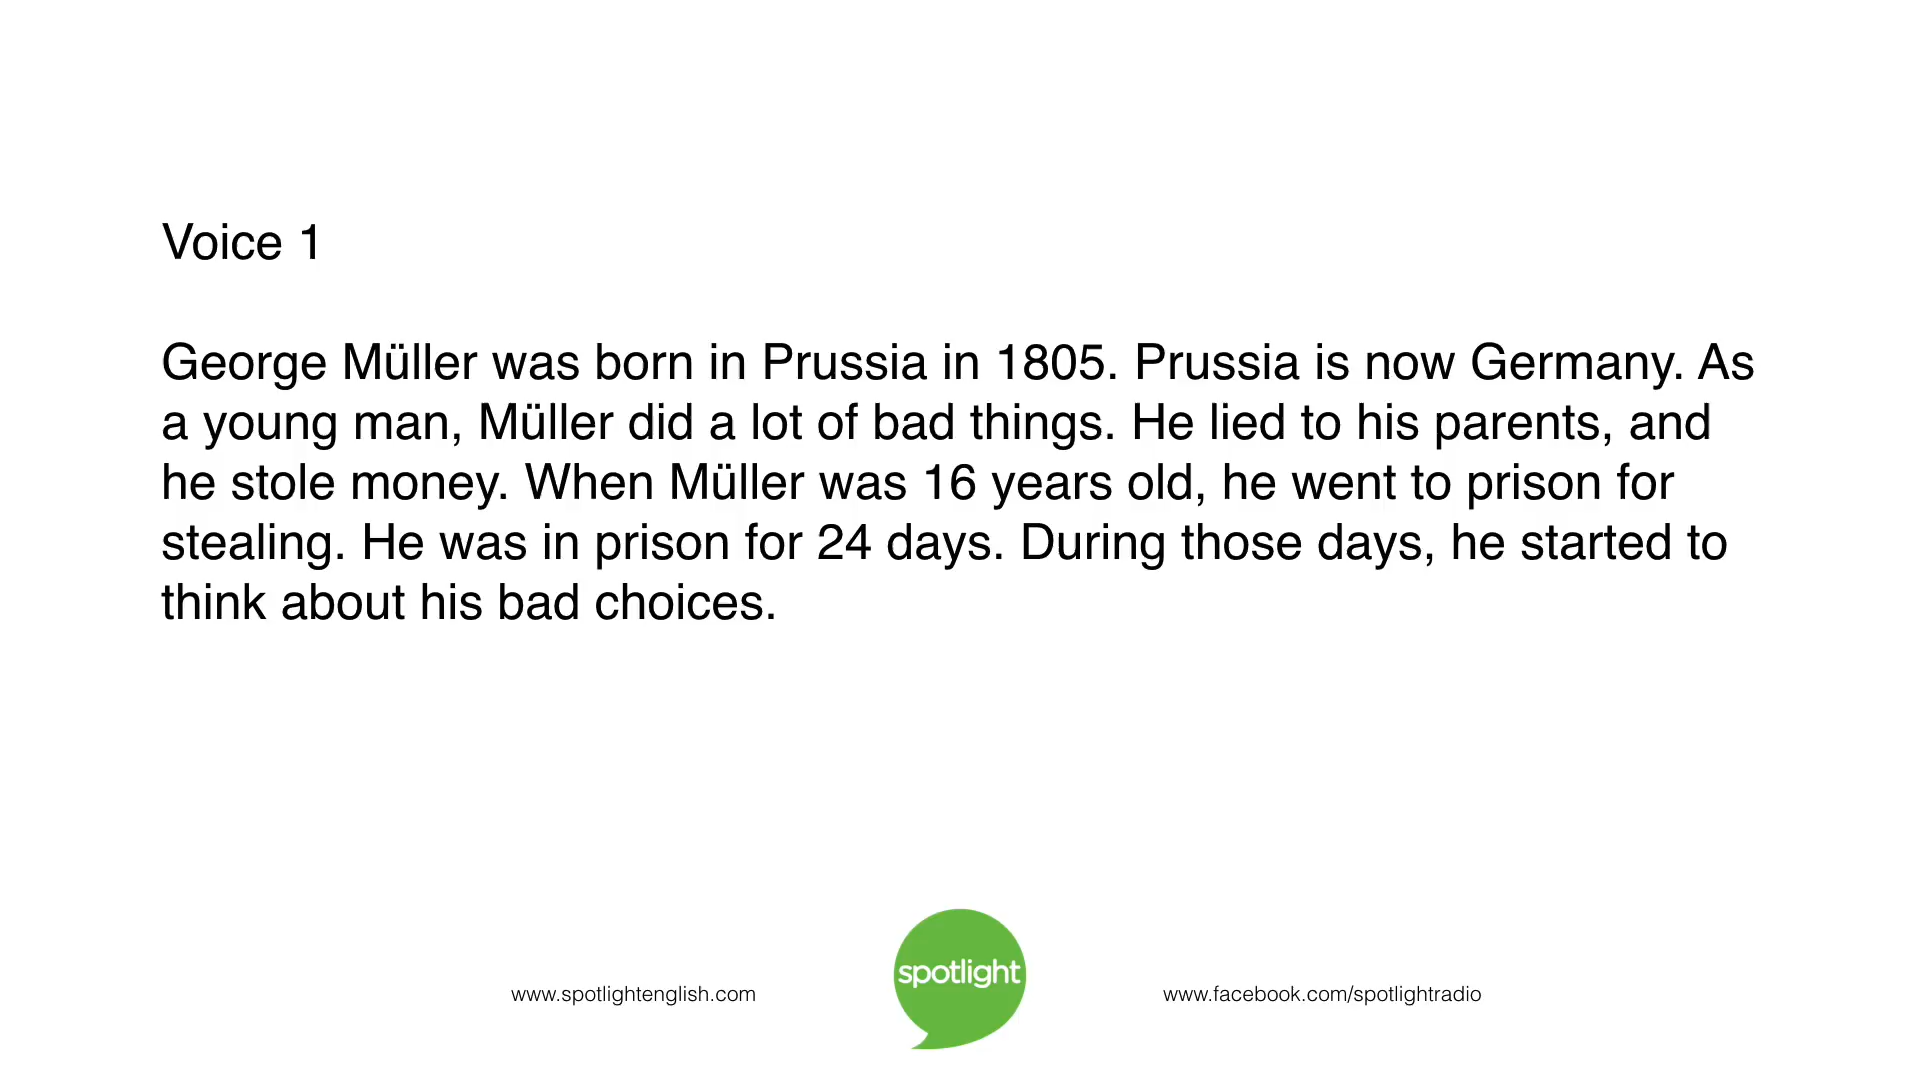 Voice 1
George Müller was born in Prussia in 1805. Prussia is now Germany. As
a young man, Müller did a lot of bad things. He lied to his parents, and
he stole money. When Müller was 16 years old, he went to prison for
stealing. He was in prison for 24 days. During those days, he started to
think about his bad choices.
www.spotlightenglish.com
spotlight
www.facebook.com/spotlightradio